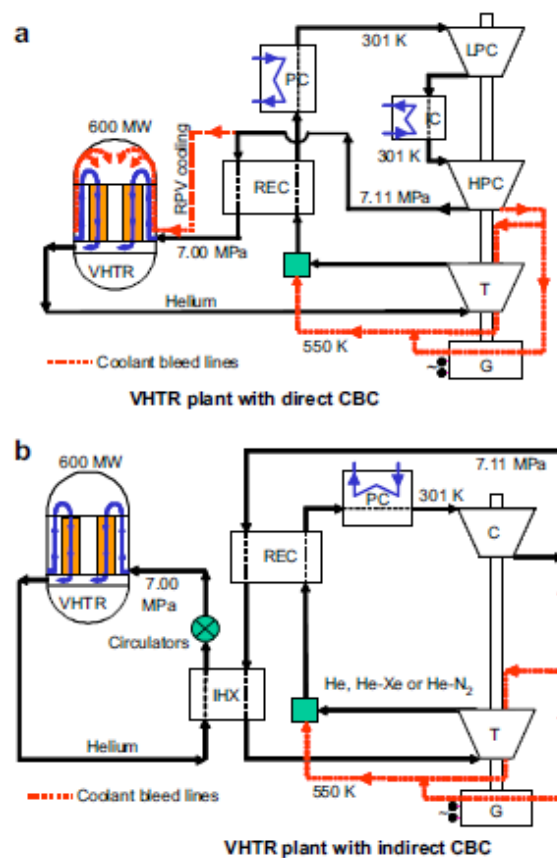 a
301 K
LPC
PC
IC
600 MW
301 K
RPV cooling
REC
HPC
7.11 MPa
7.00 MPa
VHTR
T
Helium
550 K
Coolant bleed lines
~
G
VHTR plant with direct CBC
b
600 MW
7.11 MPa
PC
301 K
REC
C
7.00
MPa
VHTR
Circulators
He, He-Xe or He-N₂
IHX
T
Helium
550 K
Coolant bleed lines
~
G
VHTR plant with indirect CBC